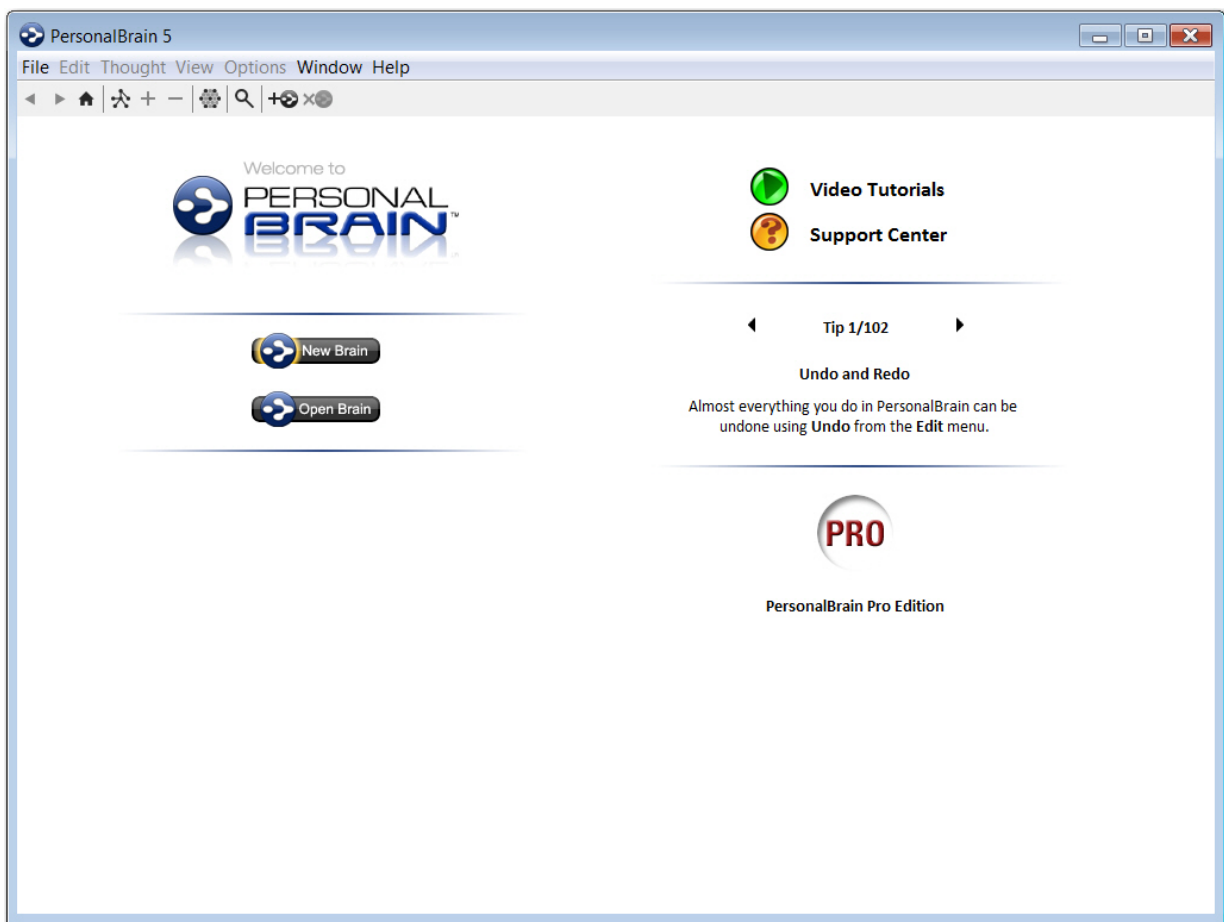 PersonalBrain 5
File Edit Thought View Options Window Help
Welcome to
PERSONAL
BRAIN™
New Brain
Open Brain
Video Tutorials
Support Center
Tip 1/102
Undo and Redo
Almost everything you do in PersonalBrain can be
undone using Undo from the Edit menu.
PRO
PersonalBrain Pro Edition